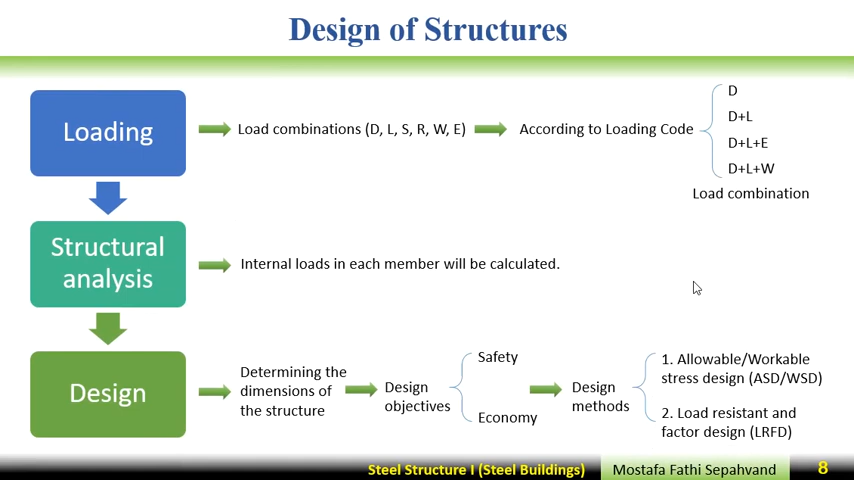 Design of Structures
Loading
Load combinations (D, L, S, R, W, E)
According to Loading Code
D
D+L
D+L+E
D+L+W
Load combination
Structural
analysis
Internal loads in each member will be calculated.
Design
Determining the
dimensions of
the structure
Design
objectives
Safety
Economy
Design
methods
1. Allowable/Workable
stress design (ASD/WSD)
2. Load resistant and
factor design (LRFD)
Steel Structure I (Steel Buildings)
Mostafa Fathi Sepahvand
8